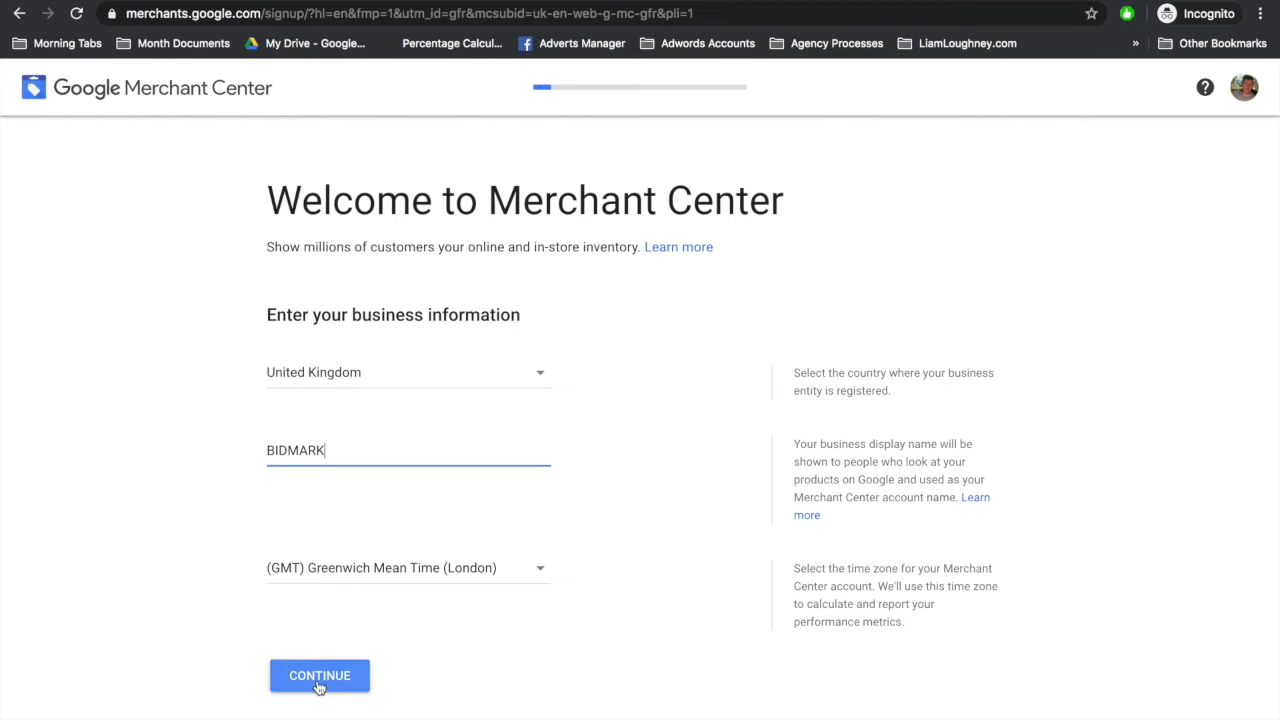 merchants.google.com/signup/?hl=en&fmp=1&utm_id=gfr&mcsubid=uk-en-web-g-mc-gfr&pli=1
Incognito
Morning Tabs Month Documents My Drive - Google... Percentage Calcul... Adverts Manager Adwords Accounts Agency Processes LiamLoughney.com » Other Bookmarks
Google Merchant Center
Welcome to Merchant Center
Show millions of customers your online and in-store inventory. Learn more
Enter your business information
United Kingdom
Select the country where your business
entity is registered.
BIDMARK
Your business display name will be
shown to people who look at your
products on Google and used as your
Merchant Center account name. Learn
more
(GMT) Greenwich Mean Time (London)
Select the time zone for your Merchant
Center account. We'll use this time zone
to calculate and report your
performance metrics.
CONTINUE